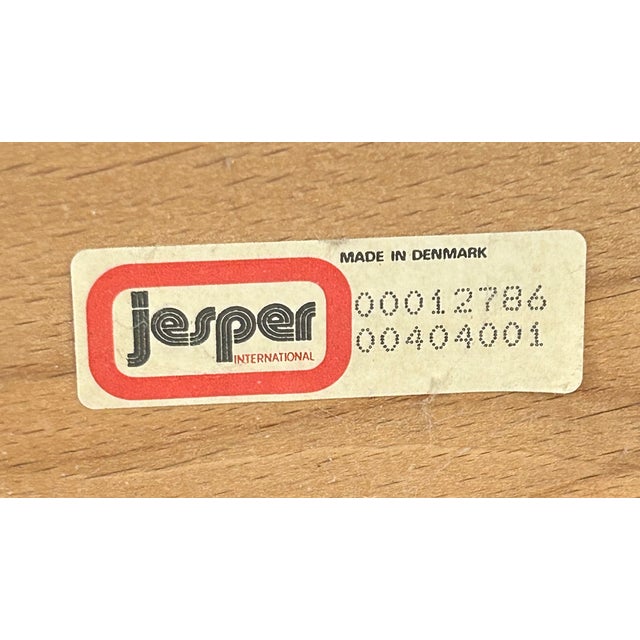 MADE IN DENMARK
jesper
INTERNATIONAL
00012786
00404001